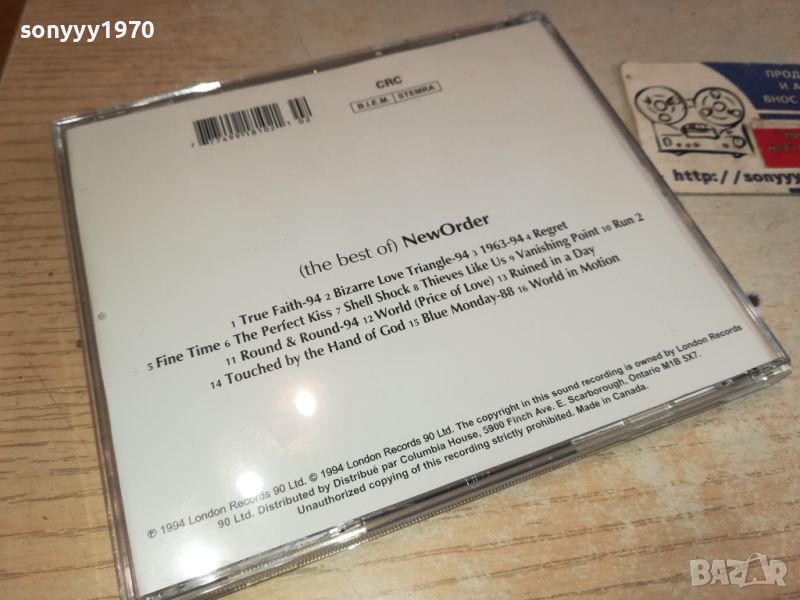 sonyyy1970
CRC
B.I.E.M. STEMRA
(the best of) NewOrder
1 True Faith-94 2 Bizarre Love Triangle-94 3 1963-94 4 Regret
5 Fine Time 6 The Perfect Kiss 7 Shell Shock 8 Thieves Like Us 9 Vanishing Point 10 Run 2
11 Round & Round-94 12 World (Price of Love) 13 Ruined in a Day
14 Touched by the Hand of God 15 Blue Monday-88 16 World in Motion
℗ 1994 London Records 90 Ltd. © 1994 London Records 90 Ltd. The copyright in this sound recording is owned by London Records
90 Ltd. Distributed by Distribué par Columbia House, 5900 Finch Ave. E. Scarborough, Ontario M1B 5X7.
Unauthorized copying of this recording strictly prohibited. Made in Canada.
ПРОД
И А
ВНОС
http://sonyyy
BAZAR